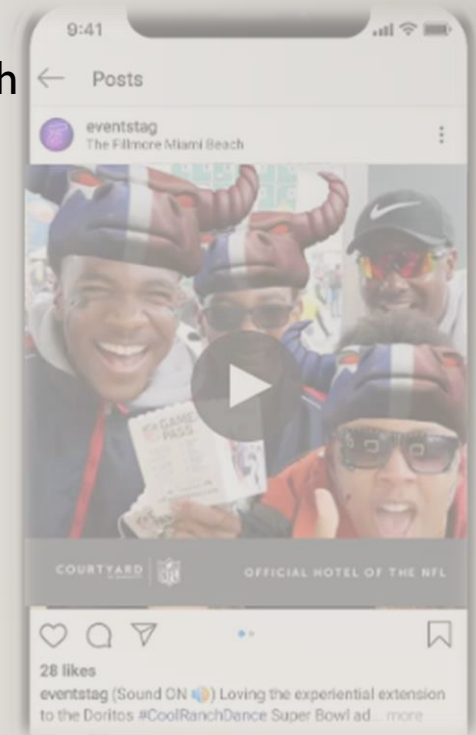 h
9:41
Posts
eventstag
The Fillmore Miami Beach
GAME
PASS
COURTYARD NFL OFFICIAL HOTEL OF THE NFL
28 likes
eventstag (Sound ON 🔊) Loving the experiential extension
to the Doritos #CoolRanchDance Super Bowl ad... more